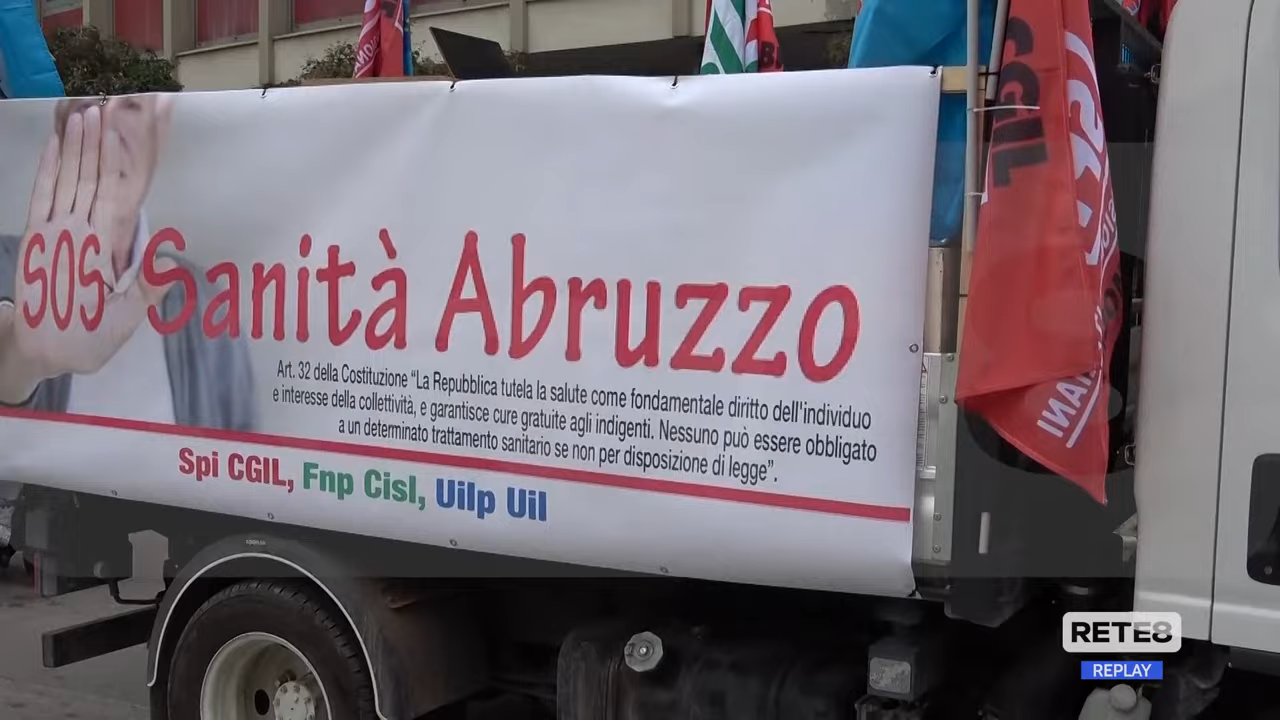 SOS Sanità Abruzzo
Art. 32 della Costituzione “La Repubblica tutela la salute come fondamentale diritto dell'individuo
e interesse della collettività, e garantisce cure gratuite agli indigenti. Nessuno può essere obbligato
a un determinato trattamento sanitario se non per disposizione di legge”.
Spi CGIL, Fnp Cisl, Uilp Uil
CGIL
RETE8
REPLAY